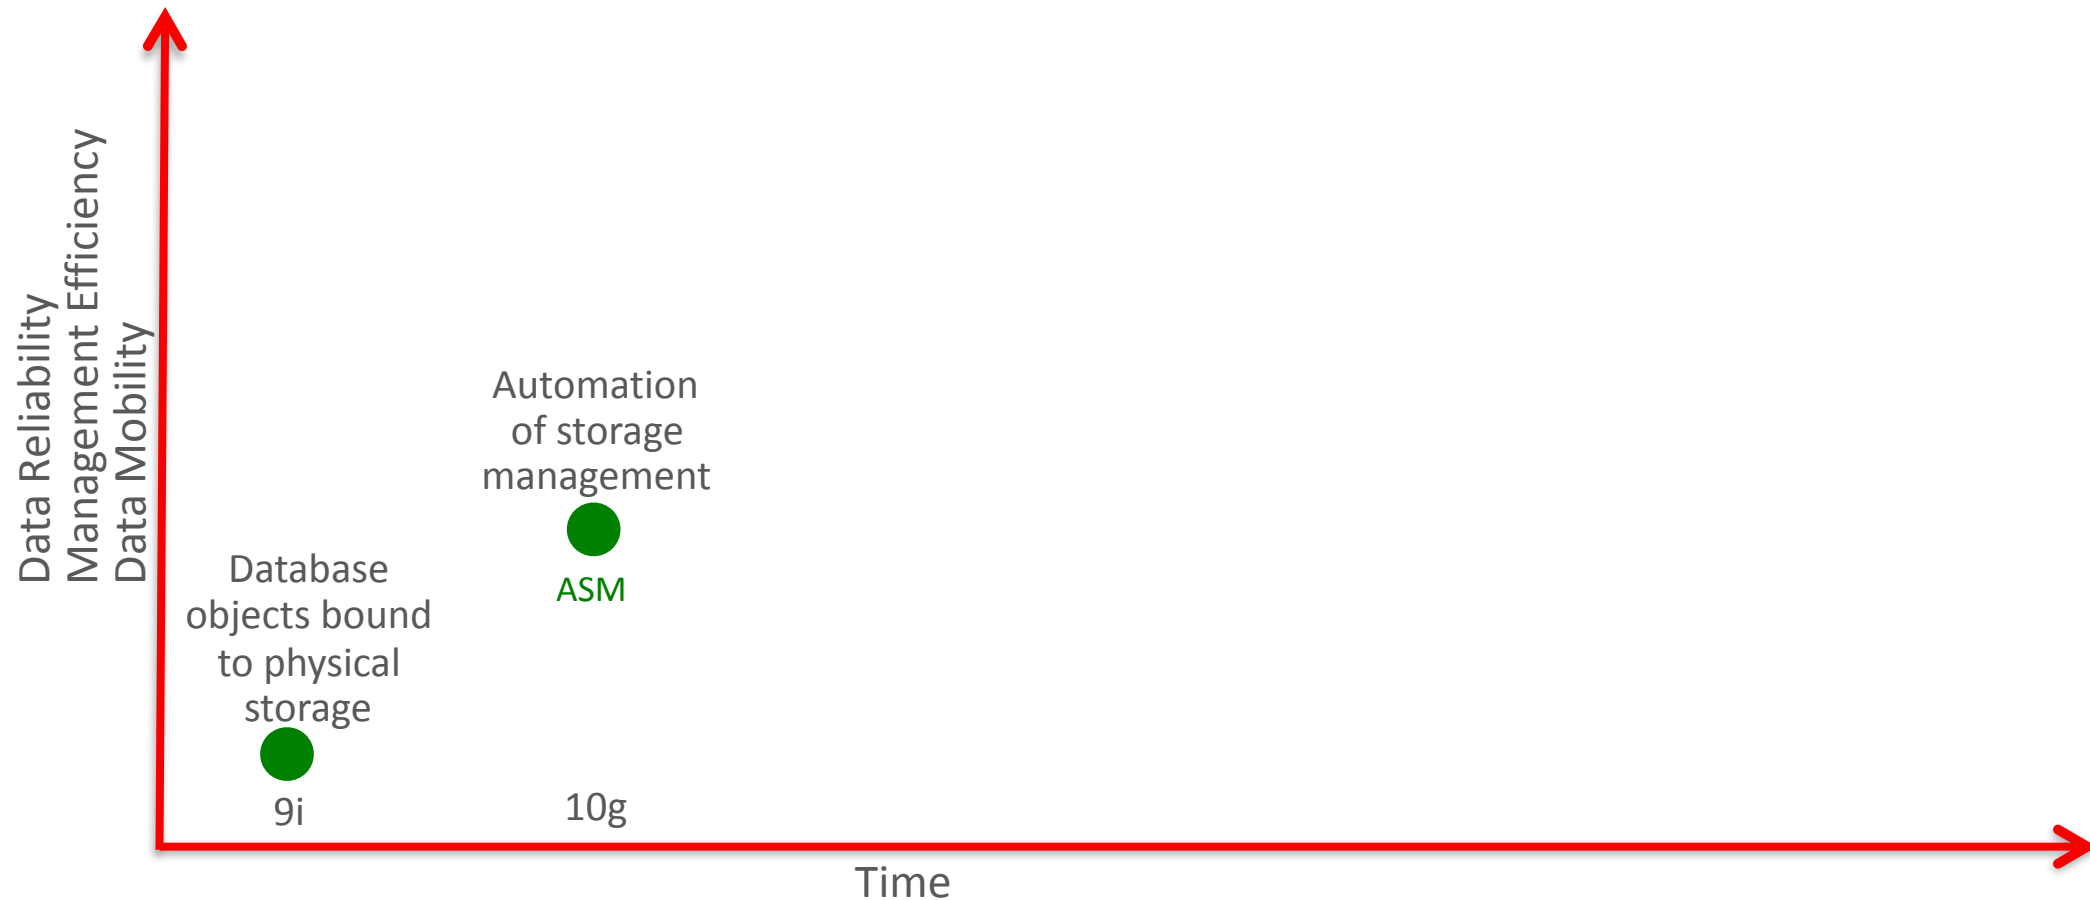 Data Reliability
Management Efficiency
Data Mobility
Automation
of storage
management
ASM
Database
objects bound
to physical
storage
9i
10g
Time